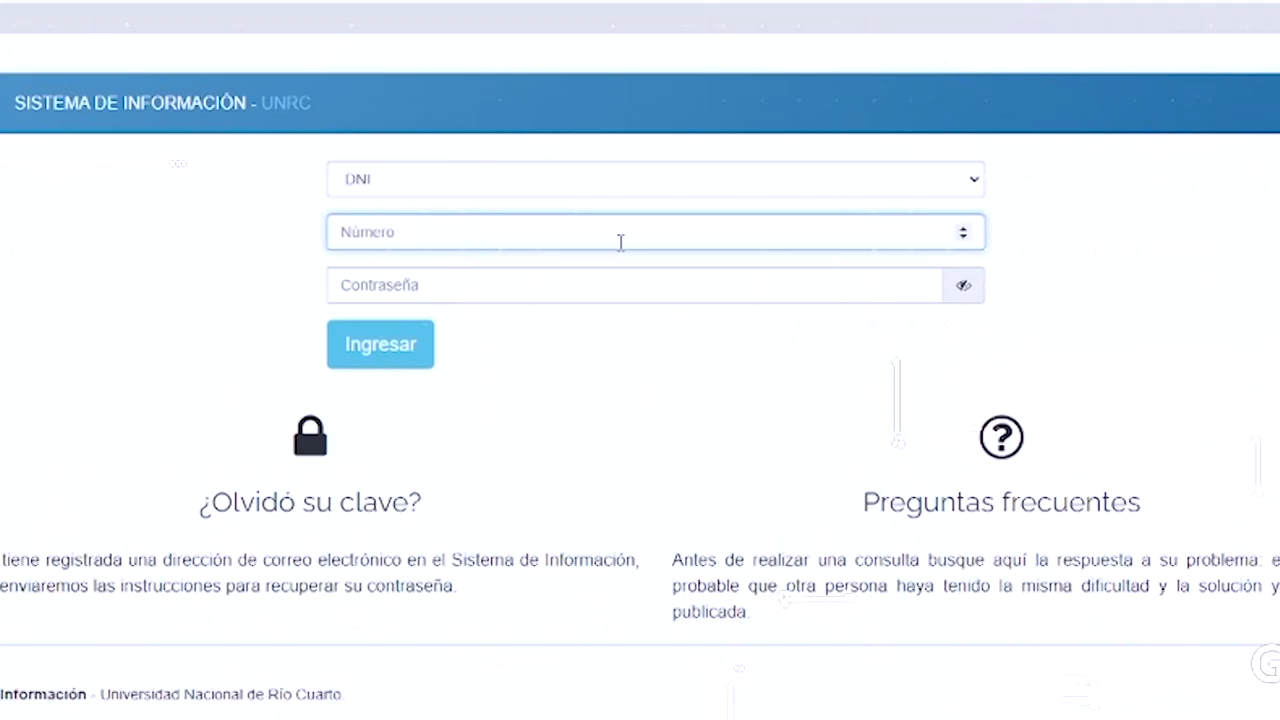 SISTEMA DE INFORMACIÓN - UNRC
DNI
Número
Contraseña
Ingresar
¿Olvidó su clave?
Preguntas frecuentes
tiene registrada una dirección de correo electrónico en el Sistema de Información,
enviaremos las instrucciones para recuperar su contraseña.
Antes de realizar una consulta busque aquí la respuesta a su problema: e
probable que otra persona haya tenido la misma dificultad y la solución y
publicada.
Información - Universidad Nacional de Río Cuarto.